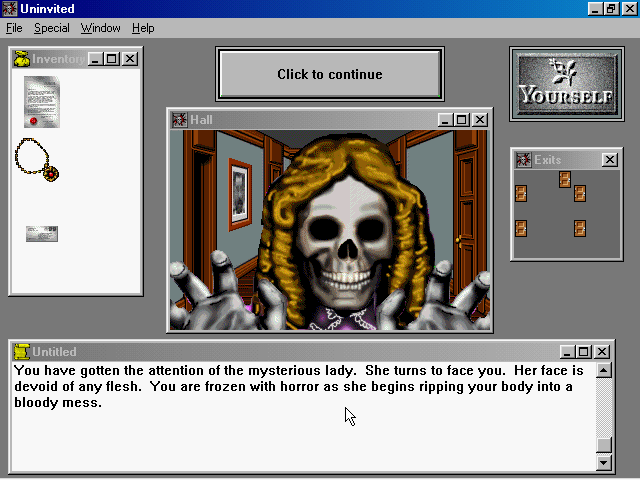 Uninvited
File Special Window Help
Inventory
Click to continue
YOURSELF
Hall
Exits
Untitled
You have gotten the attention of the mysterious lady. She turns to face you. Her face is
devoid of any flesh. You are frozen with horror as she begins ripping your body into a
bloody mess.